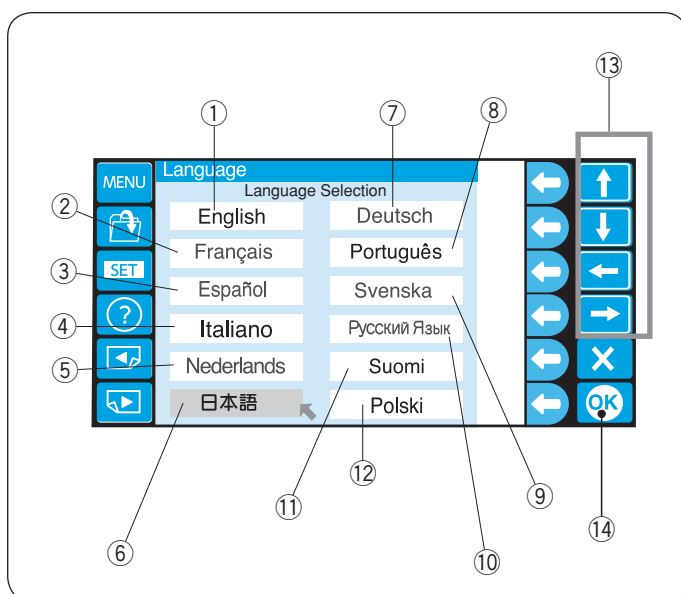 ⑬
① ⑦ ⑧
MENU
Language
Language Selection
② English Deutsch
Français Português
③ SET
Español Svenska
④ ? Italiano Русский Язык
⑤ Nederlands Suomi
日本語 Polski
OK
⑫
⑪ ⑨
⑭
⑥ ⑩